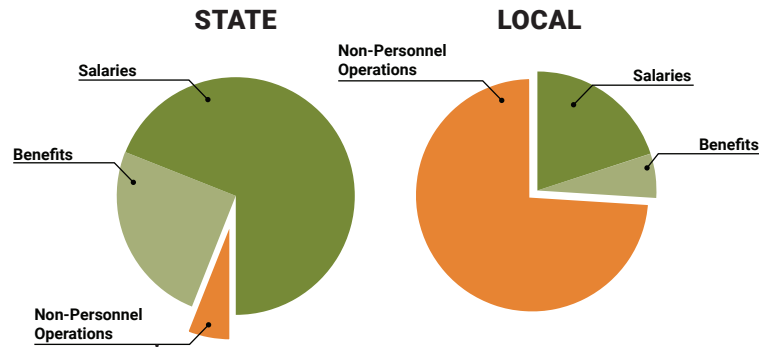 STATE
Salaries
Benefits
Non-Personnel
Operations
LOCAL
Non-Personnel
Operations
Salaries
Benefits